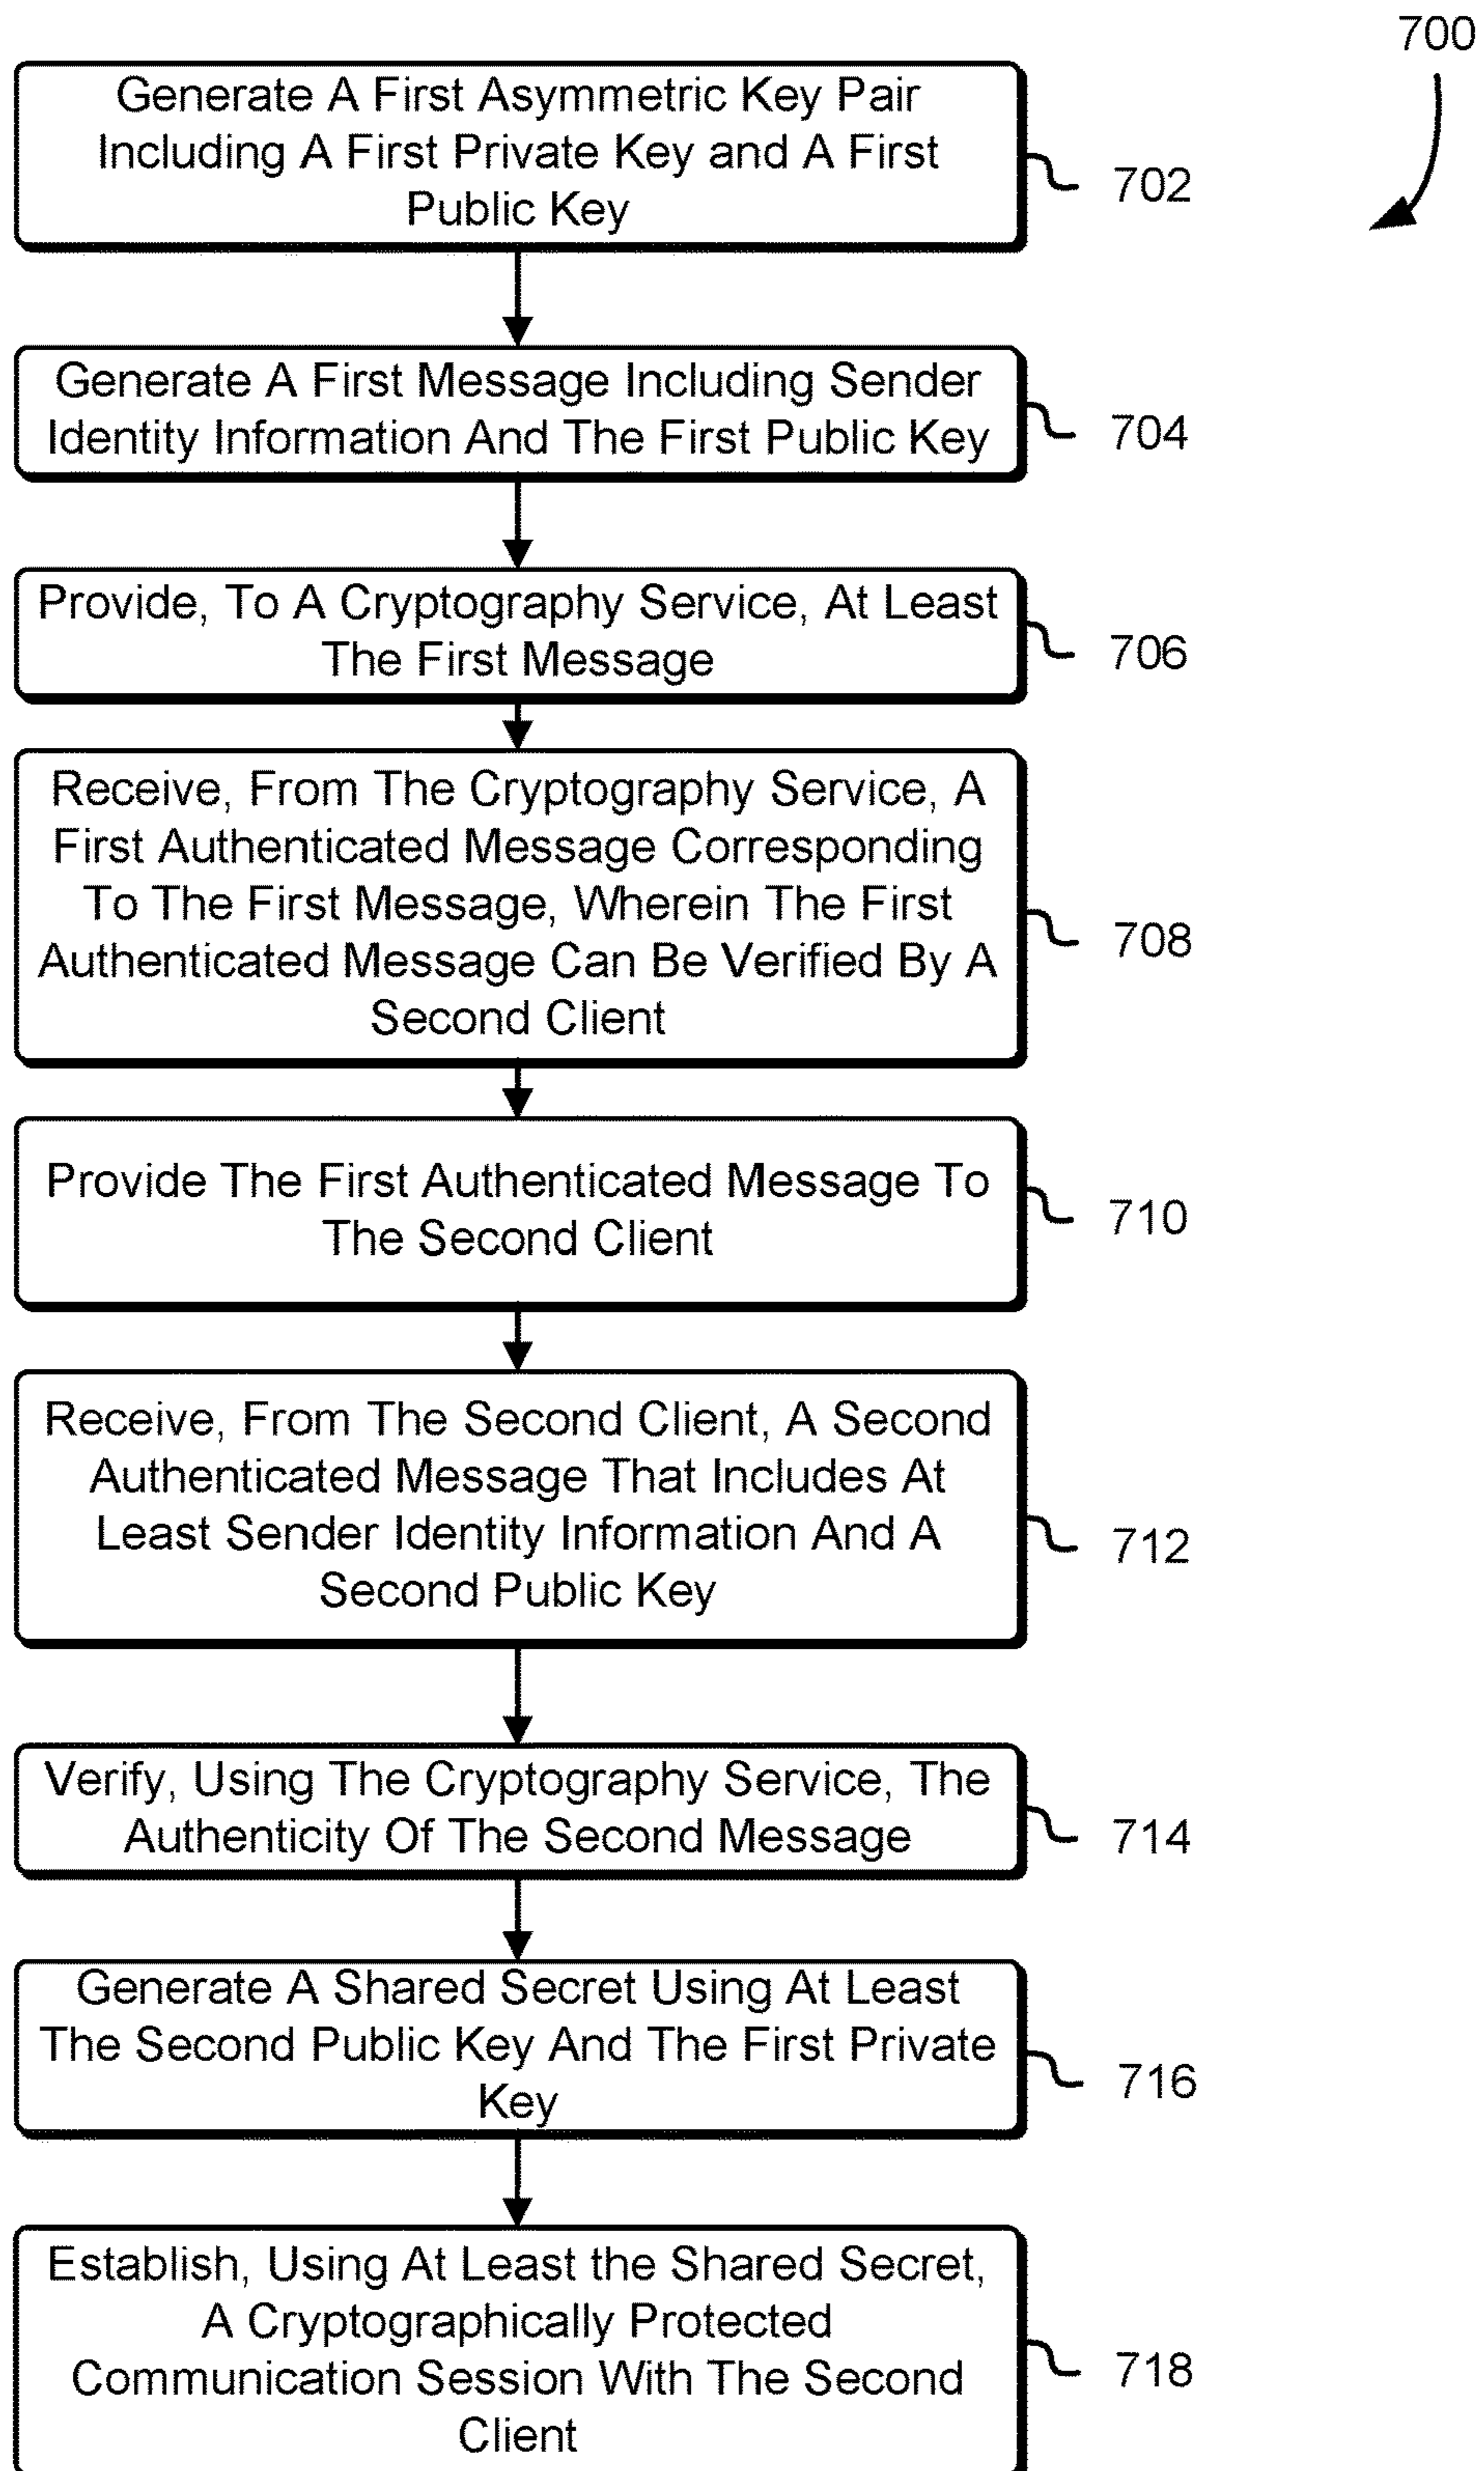 700
Generate A First Asymmetric Key Pair
Including A First Private Key and A First
Public Key
702
Generate A First Message Including Sender
Identity Information And The First Public Key
704
Provide, To A Cryptography Service, At Least
The First Message
706
Receive, From The Cryptography Service, A
First Authenticated Message Corresponding
To The First Message, Wherein The First
Authenticated Message Can Be Verified By A
Second Client
708
Provide The First Authenticated Message To
The Second Client
710
Receive, From The Second Client, A Second
Authenticated Message That Includes At
Least Sender Identity Information And A
Second Public Key
712
Verify, Using The Cryptography Service, The
Authenticity Of The Second Message
714
Generate A Shared Secret Using At Least
The Second Public Key And The First Private
Key
716
Establish, Using At Least the Shared Secret,
A Cryptographically Protected
Communication Session With The Second
Client
718